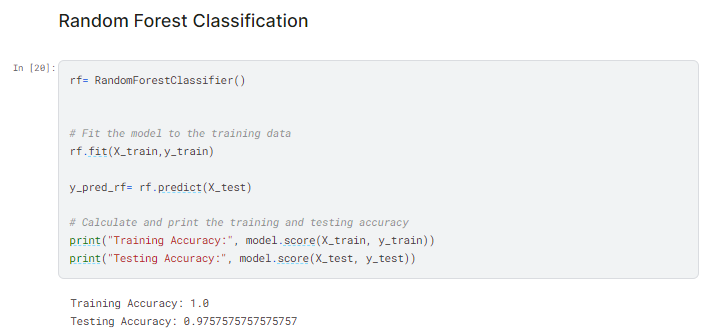 Random Forest Classification
In [20]:
rf= RandomForestClassifier()
# Fit the model to the training data
rf.fit(X_train,y_train)
y_pred_rf= rf.predict(X_test)
# Calculate and print the training and testing accuracy
print("Training Accuracy:", model.score(X_train, y_train))
print("Testing Accuracy:", model.score(X_test, y_test))
Training Accuracy: 1.0
Testing Accuracy: 0.9757575757575757